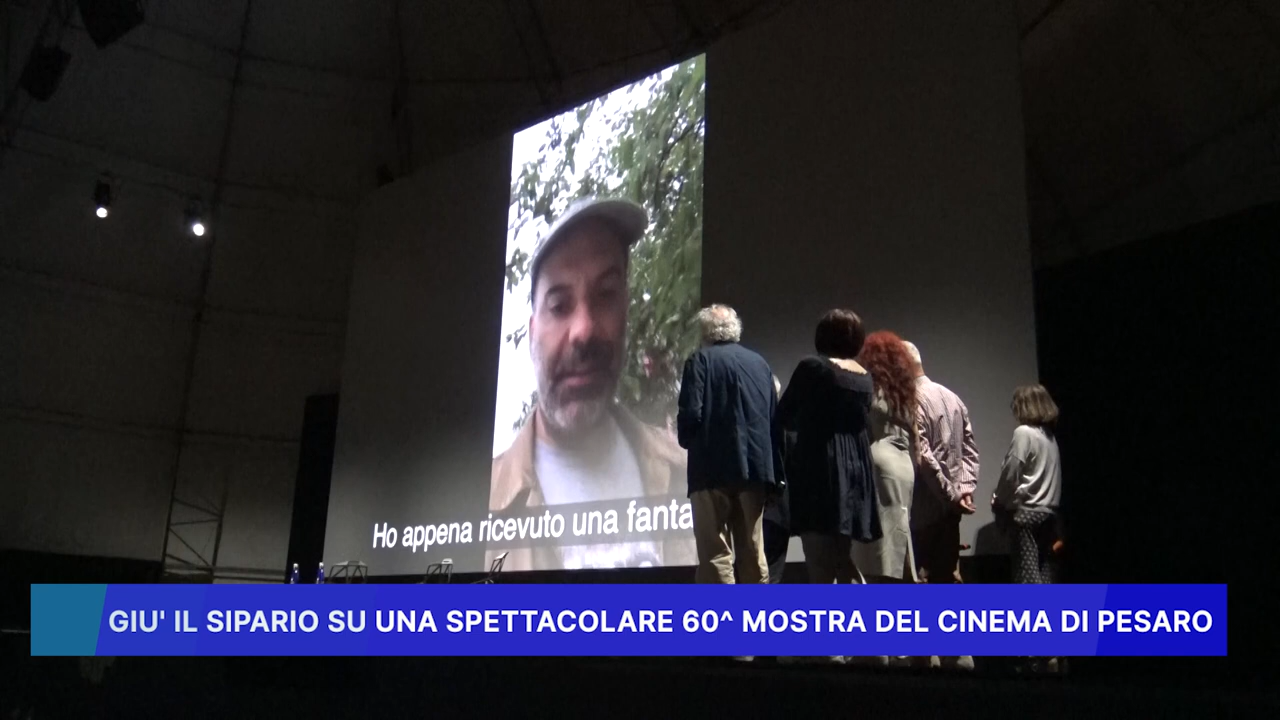 Ho appena ricevuto una fanta
GIU' IL SIPARIO SU UNA SPETTACOLARE 60^ MOSTRA DEL CINEMA DI PESARO